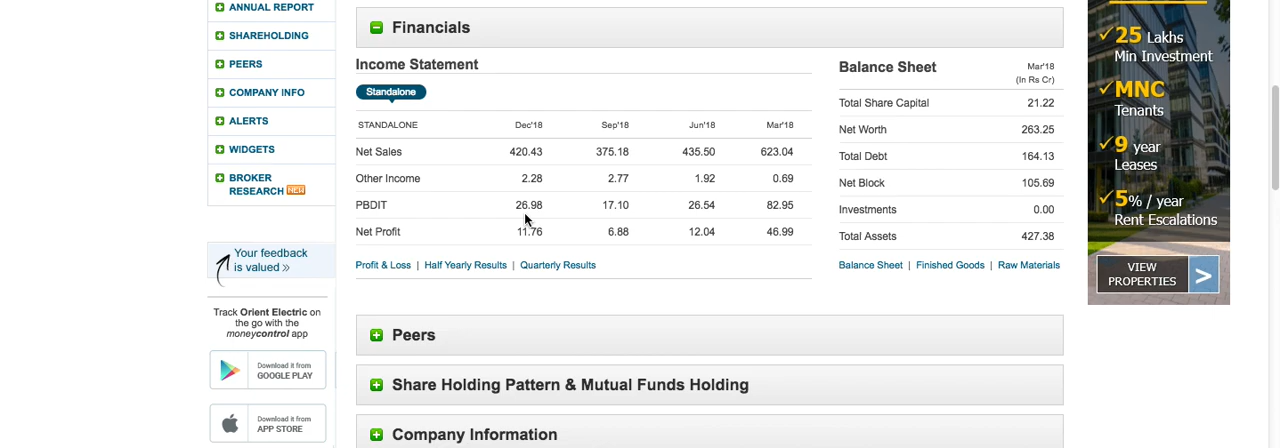 ANNUAL REPORT
SHAREHOLDING
PEERS
COMPANY INFO
ALERTS
WIDGETS
BROKER
RESEARCH NEW
Your feedback
is valued »
Track Orient Electric on
the go with the
moneycontrol app
Download it from
GOOGLE PLAY
Download it from
APP STORE
Financials
Income Statement
Standalone
STANDALONE Dec'18 Sep'18 Jun'18 Mar'18
Net Sales 420.43 375.18 435.50 623.04
Other Income 2.28 2.77 1.92 0.69
PBDIT 26.98 17.10 26.54 82.95
Net Profit 11.76 6.88 12.04 46.99
Profit & Loss | Half Yearly Results | Quarterly Results
Balance Sheet Mar'18
(In Rs Cr)
Total Share Capital 21.22
Net Worth 263.25
Total Debt 164.13
Net Block 105.69
Investments 0.00
Total Assets 427.38
Balance Sheet | Finished Goods | Raw Materials
Peers
Share Holding Pattern & Mutual Funds Holding
Company Information
25 Lakhs
Min Investment
MNC
Tenants
9 year
Leases
5% / year
Rent Escalations
VIEW
PROPERTIES >